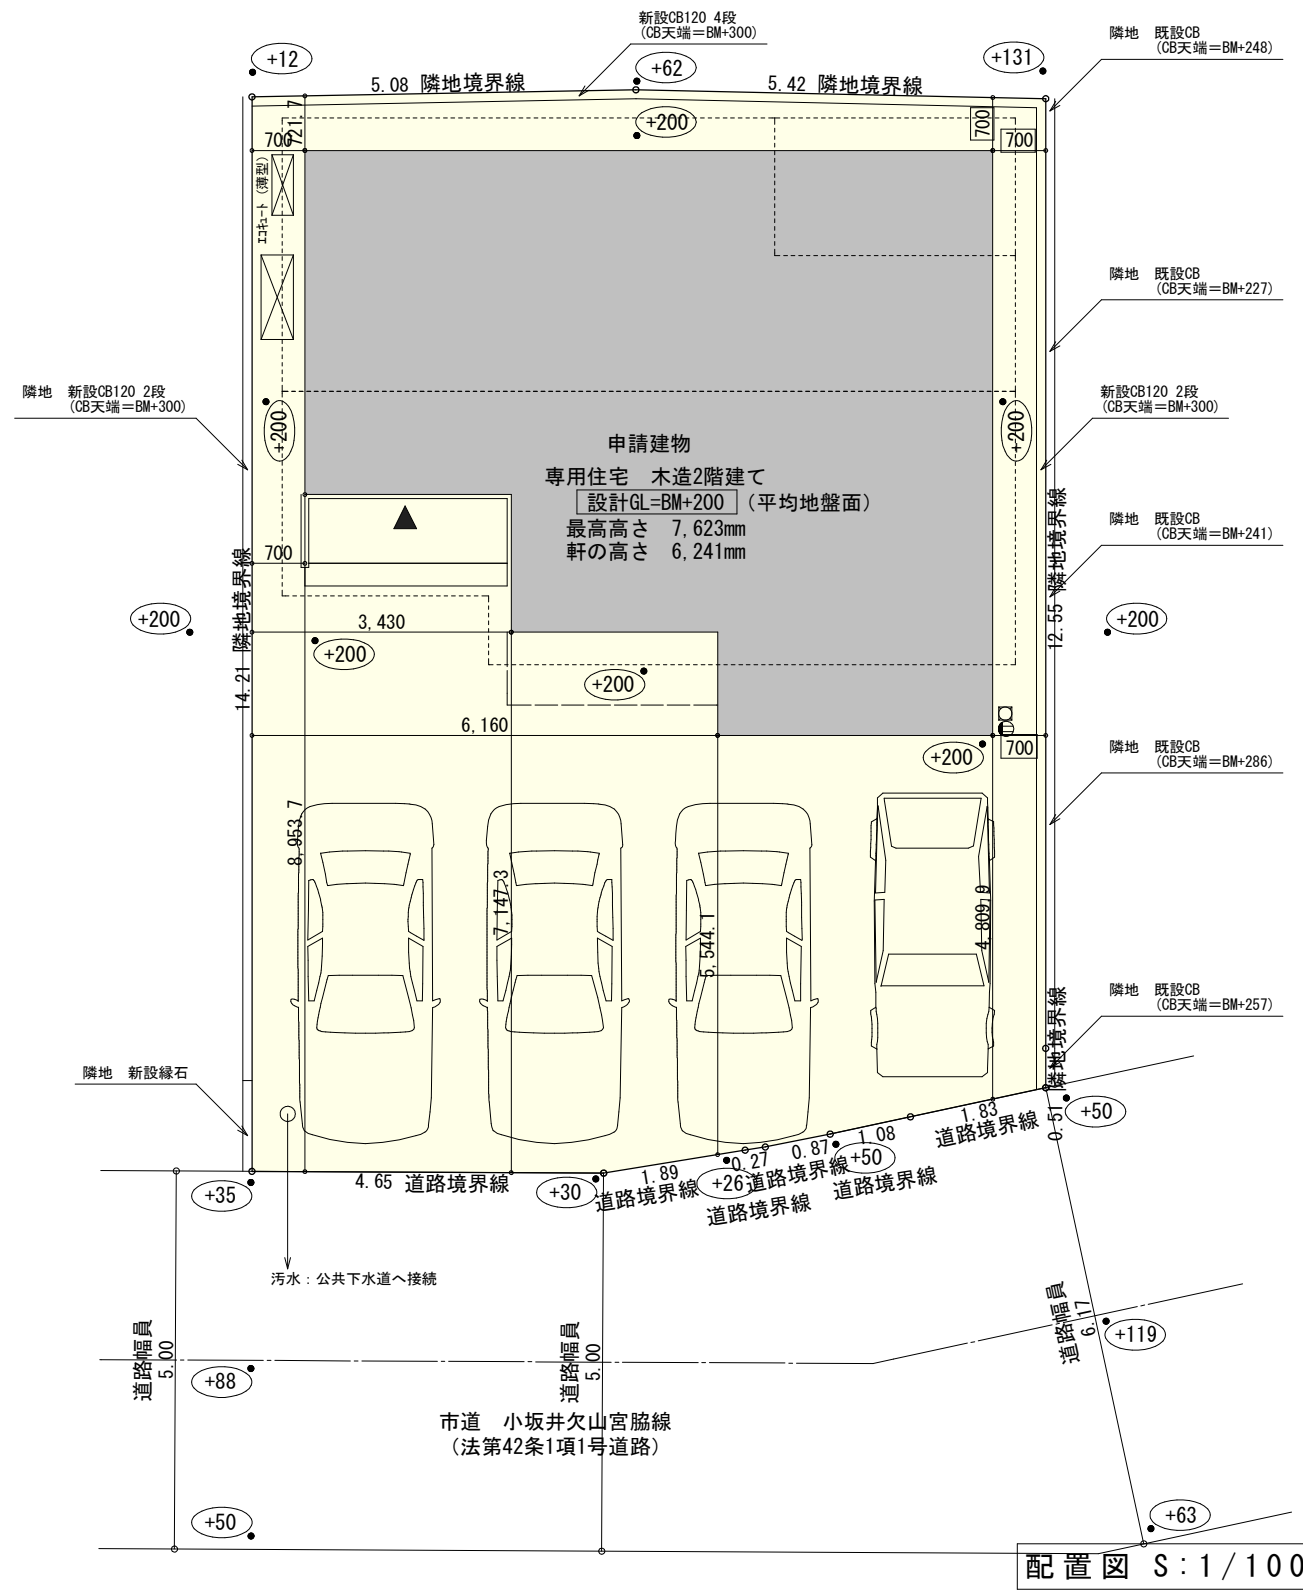 新設CB120 4段
(CB天端＝BM+300)
隣地　既設CB
(CB天端＝BM+248)
+12
+62
+131
5.08 隣地境界線
5.42 隣地境界線
721.7
+200
700
700
700
エコキュート（薄型）
隣地　既設CB
(CB天端＝BM+227)
隣地　新設CB120 2段
(CB天端＝BM+300)
新設CB120 2段
(CB天端＝BM+300)
+200
+200
申請建物
専用住宅　木造2階建て
設計GL=BM+200（平均地盤面）
最高高さ　7,623mm
軒の高さ　6,241mm
隣地　既設CB
(CB天端＝BM+241)
700
14.21 隣地境界線
12.55 隣地境界線
+200
3,430
+200
+200
+200
6,160
+200
700
隣地　既設CB
(CB天端＝BM+286)
8,953.7
7,147.3
5,544.1
4,809.9
隣地　既設CB
(CB天端＝BM+257)
隣地　新設縁石
0.51 隣地境界線
+50
1.83
道路境界線
1.08
道路境界線
0.87
道路境界線
+50
0.27
道路境界線
+26
1.89
道路境界線
+35
4.65 道路境界線
+30
汚水：公共下水道へ接続
道路幅員
5.00
道路幅員
5.00
道路幅員
6.17
+119
+88
市道　小坂井欠山宮脇線
（法第42条1項1号道路）
+50
+63
配置図 S:1/100